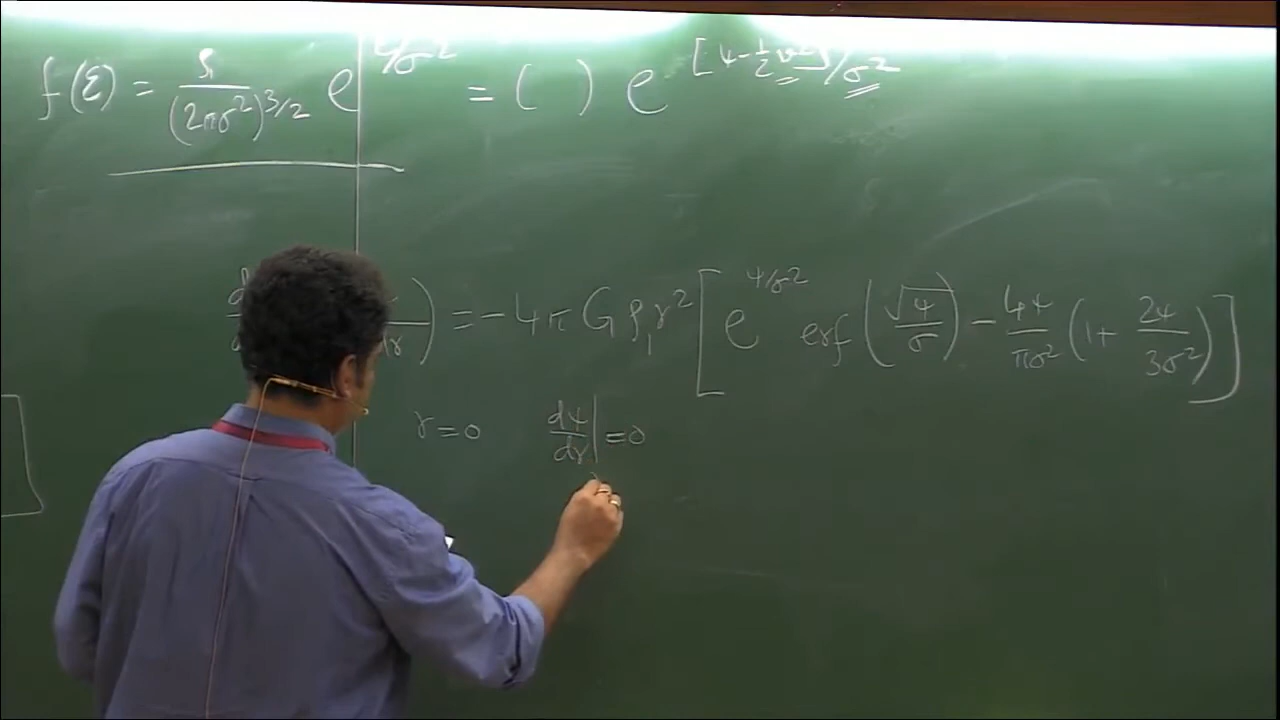 f(ε) = ρ₁/(2πσ²)^{3/2} e^{ε/σ²} = ( ) e^{[ψ - ½v²]/σ²}
d r) = -4πGρ₁r² [e^{ψ/σ²} erf(√ψ/σ) - 4ψ/πσ² (1 + 2ψ/3σ²)]
r = 0 dψ/dr| = 0